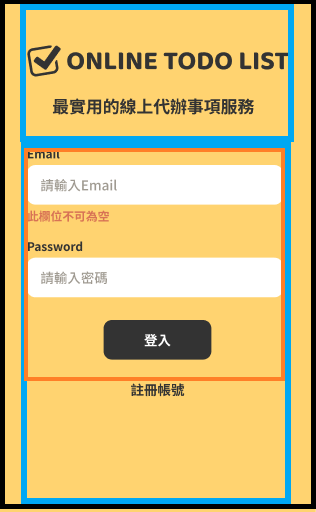 ONLINE TODO LIST
最實用的線上代辦事項服務
Email
請輸入Email
此欄位不可為空
Password
請輸入密碼
登入
註冊帳號